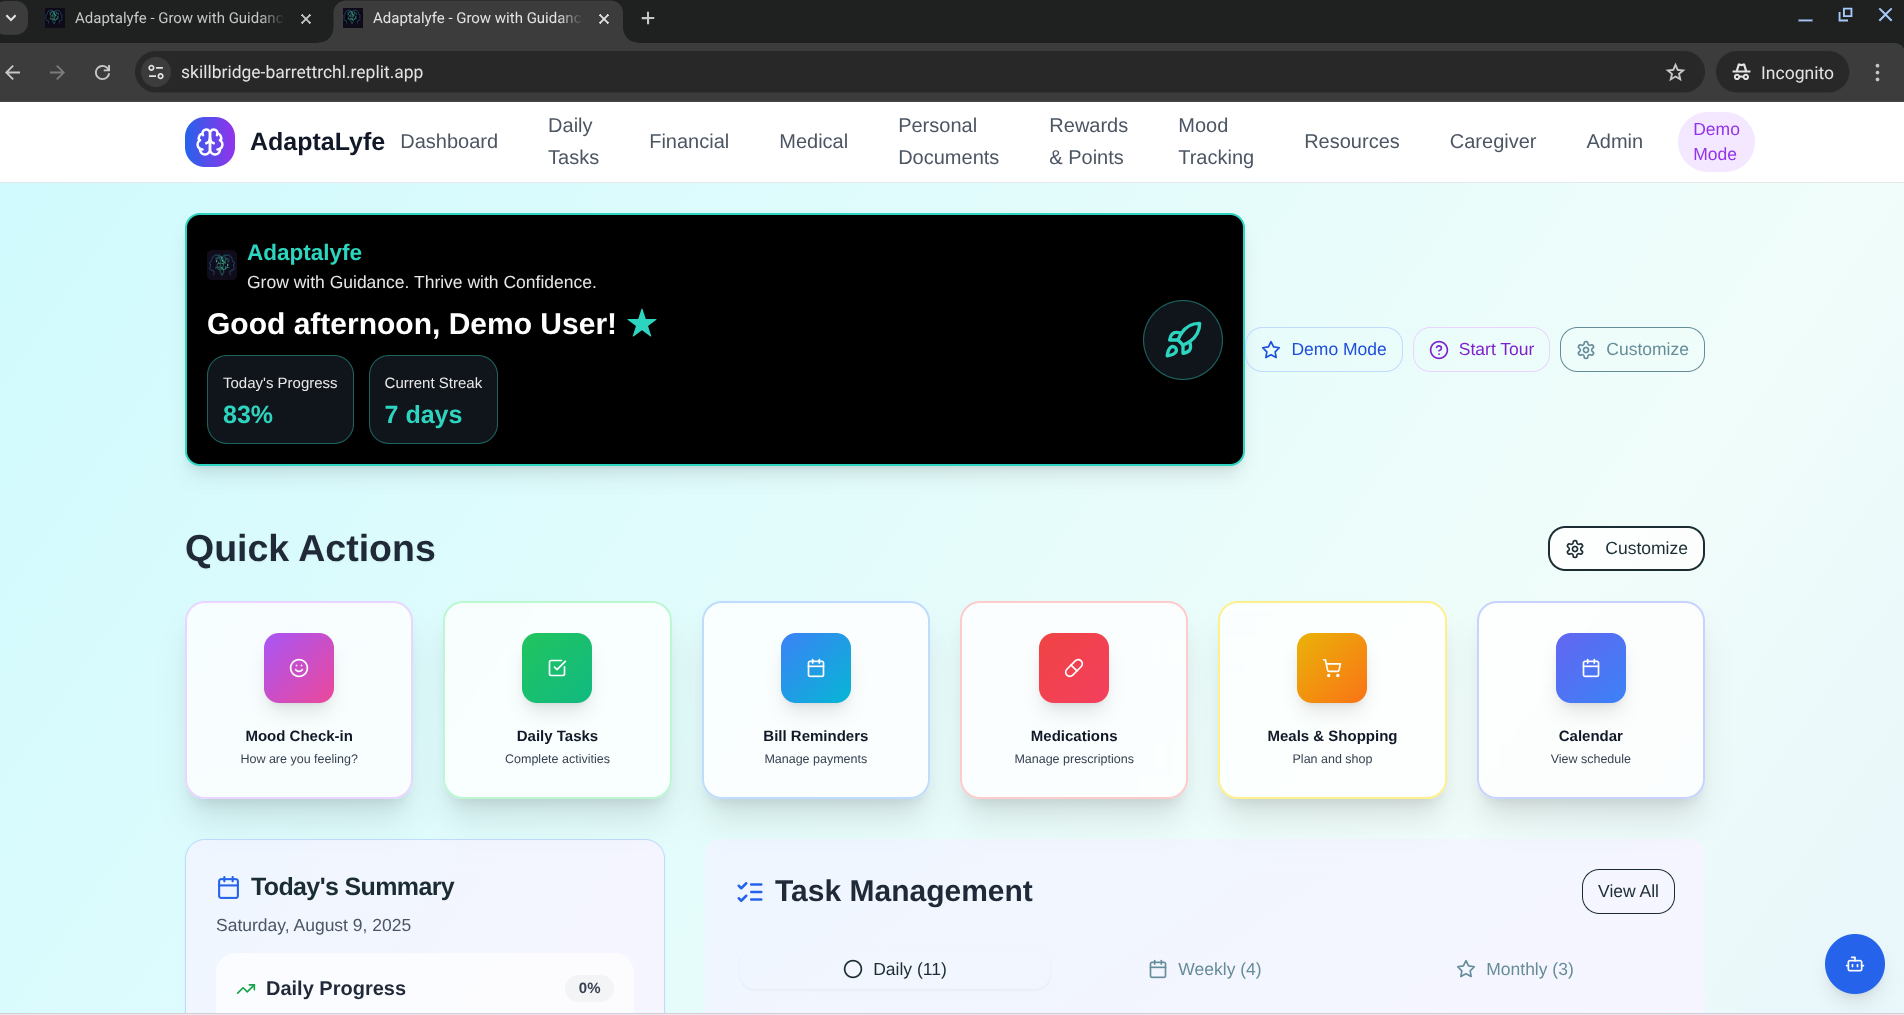 Adaptalyfe - Grow with Guidanc
Adaptalyfe - Grow with Guidanc
skillbridge-barrettrchl.replit.app
Incognito
AdaptaLyfe
Dashboard
Daily
Tasks
Financial
Medical
Personal
Documents
Rewards
& Points
Mood
Tracking
Resources
Caregiver
Admin
Demo
Mode
Adaptalyfe
Grow with Guidance. Thrive with Confidence.
Good afternoon, Demo User!
Today's Progress
83%
Current Streak
7 days
Demo Mode
Start Tour
Customize
Quick Actions
Customize
Mood Check-in
How are you feeling?
Daily Tasks
Complete activities
Bill Reminders
Manage payments
Medications
Manage prescriptions
Meals & Shopping
Plan and shop
Calendar
View schedule
Today's Summary
Saturday, August 9, 2025
Daily Progress
0%
Task Management
View All
Daily (11)
Weekly (4)
Monthly (3)